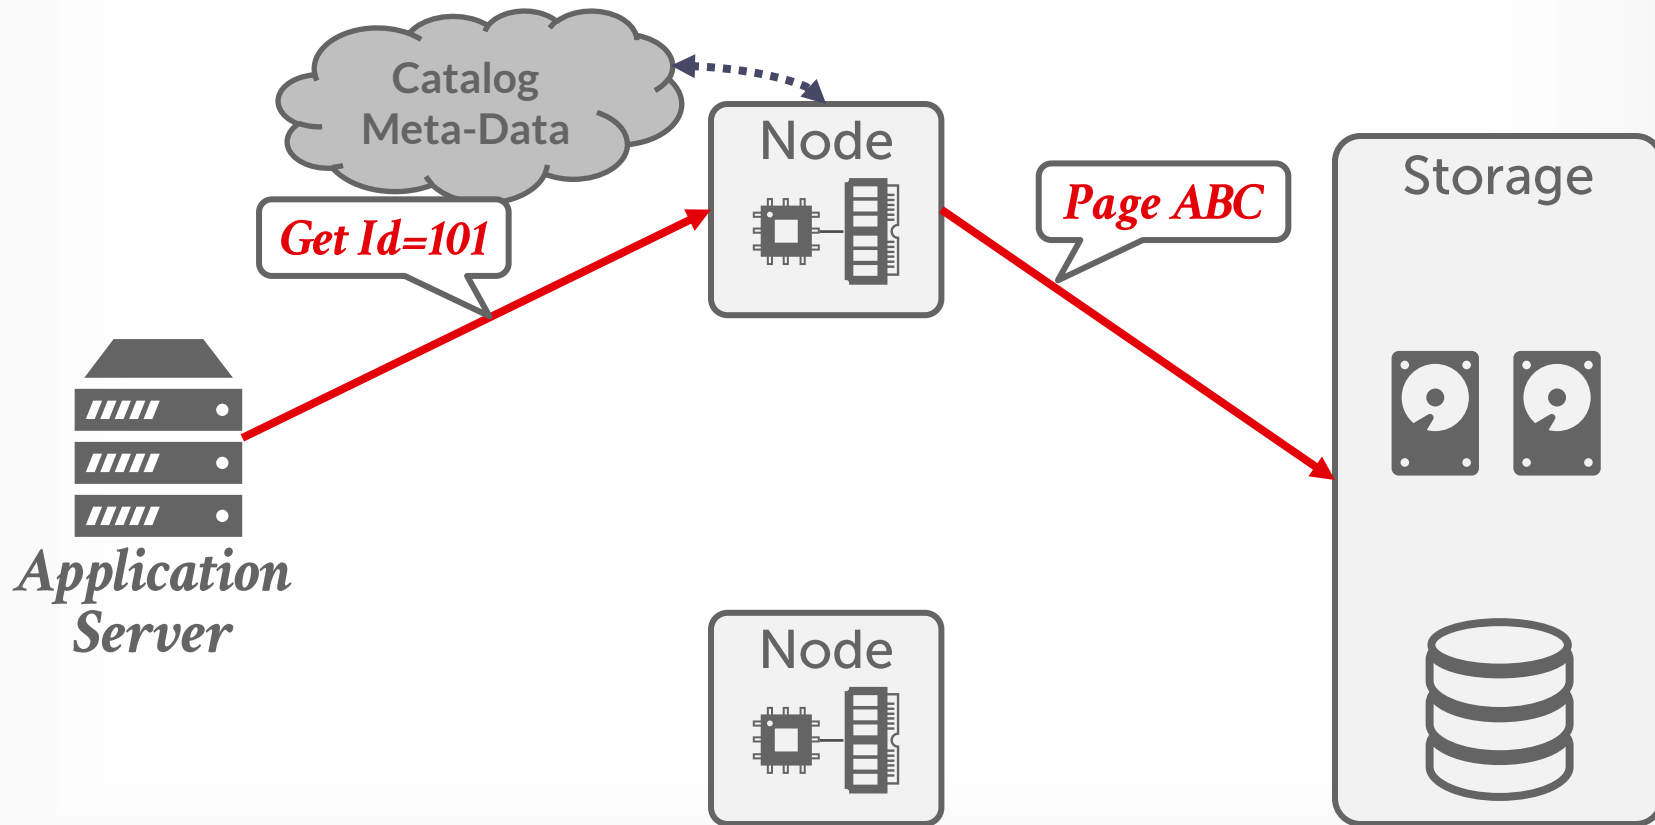 Catalog
Meta-Data
Get Id=101
Node
Page ABC
Storage
Application
Server
Node